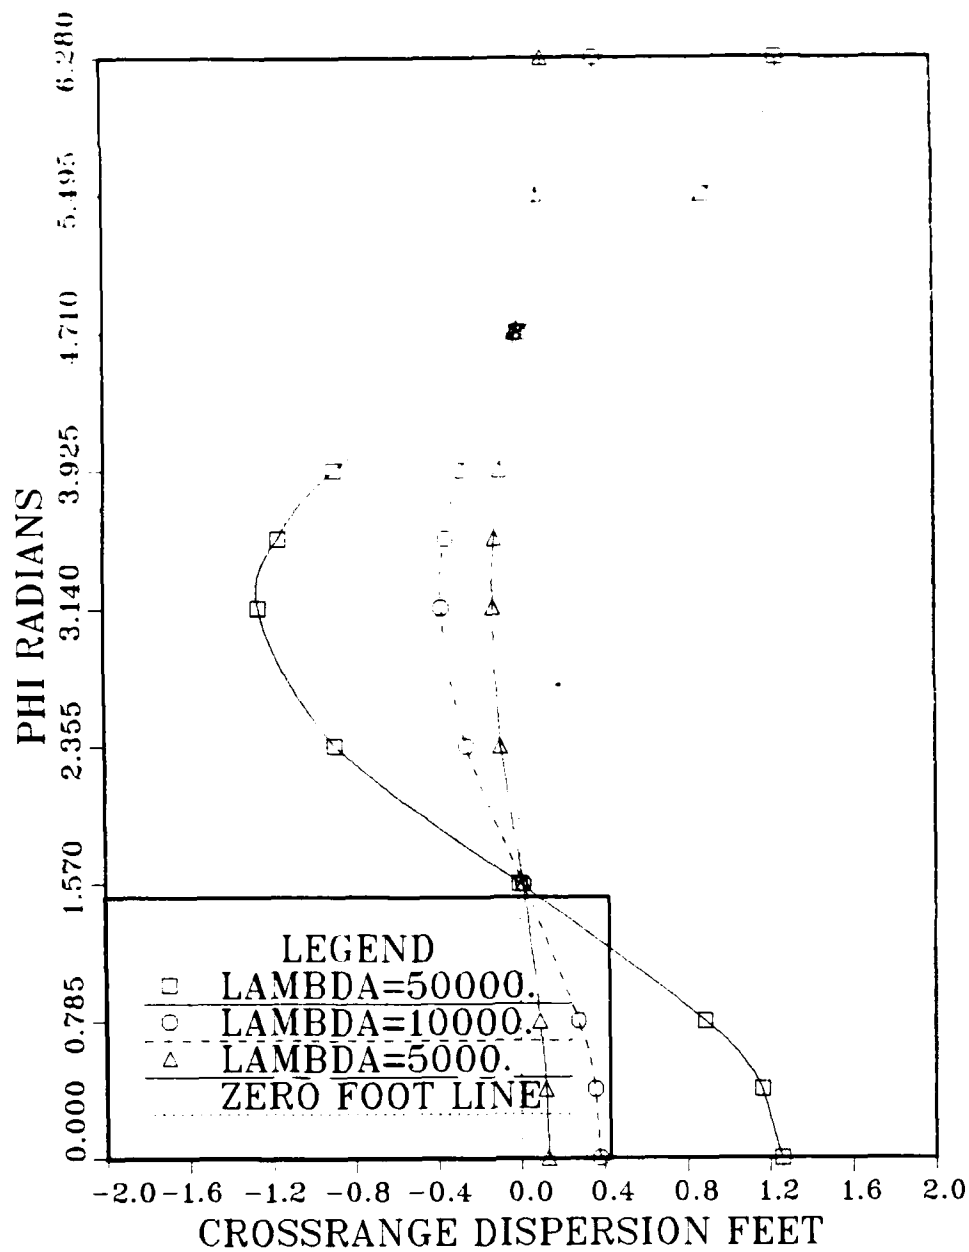 6.280
5.495
4.710
3.925
3.140
2.355
1.570
0.785
0.000
PHI RADIANS
LEGEND
LAMBDA=50000.
LAMBDA=10000.
LAMBDA=5000.
ZERO FOOT LINE
-2.0 -1.6 -1.2 -0.8 -0.4 0.0 0.4 0.8 1.2 1.6 2.0
CROSSRANGE DISPERSION FEET